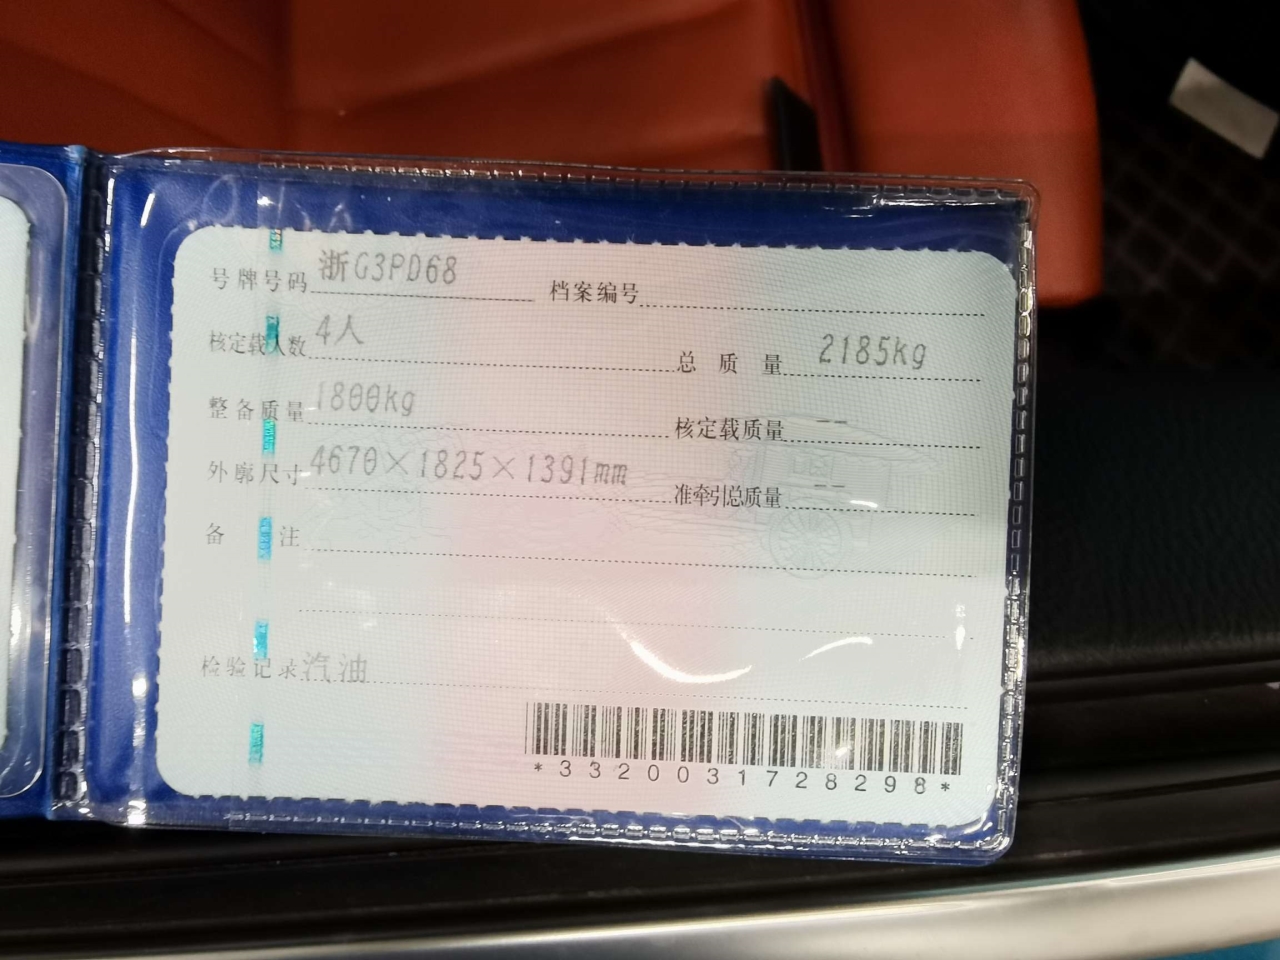 号牌号码 浙G3PD68 档案编号
核定载人数 4人 总质量 2185kg
整备质量 1800kg 核定载质量 --
外廓尺寸 4670×1825×1391mm 准牵引总质量 --
备注
检验记录 汽油
*3320031728298*